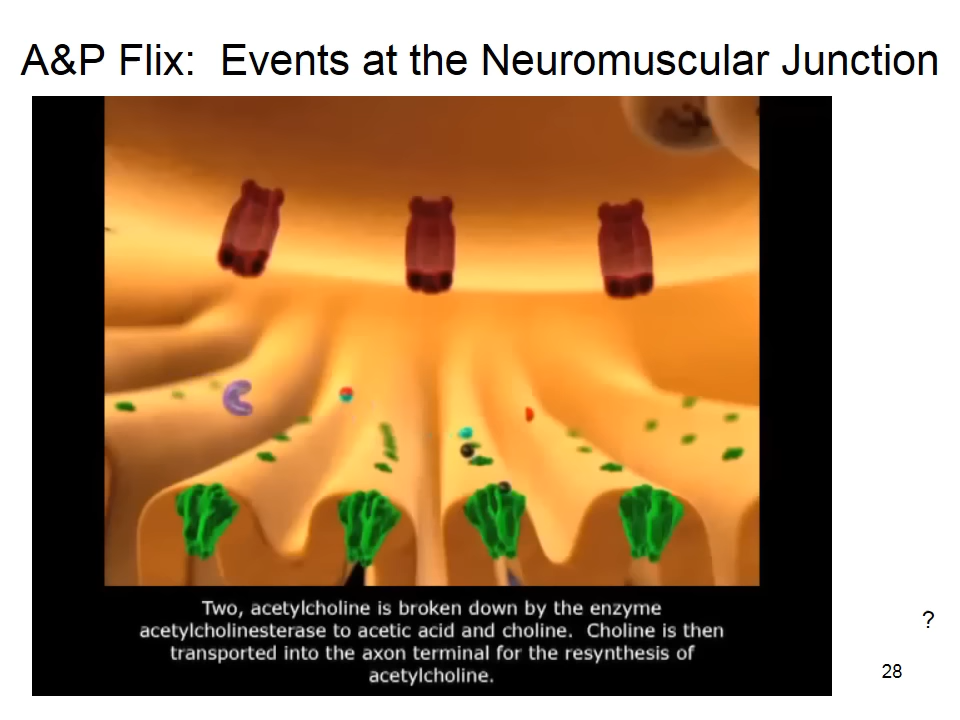 A&P Flix:  Events at the Neuromuscular Junction
Two, acetylcholine is broken down by the enzyme
acetylcholinesterase to acetic acid and choline.  Choline is then
transported into the axon terminal for the resynthesis of
acetylcholine.
?
28